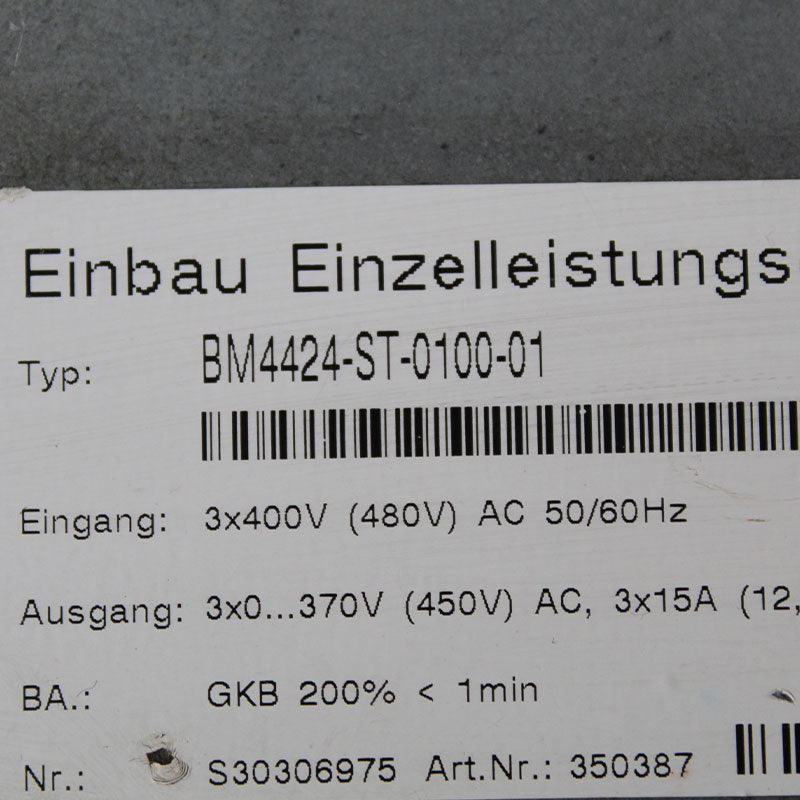 Einbau Einzelleistungs
Typ: BM4424-ST-0100-01
Eingang: 3x400V (480V) AC 50/60Hz
Ausgang: 3x0...370V (450V) AC, 3x15A (12,
BA.: GKB 200% < 1min
Nr.: S30306975 Art.Nr.: 350387